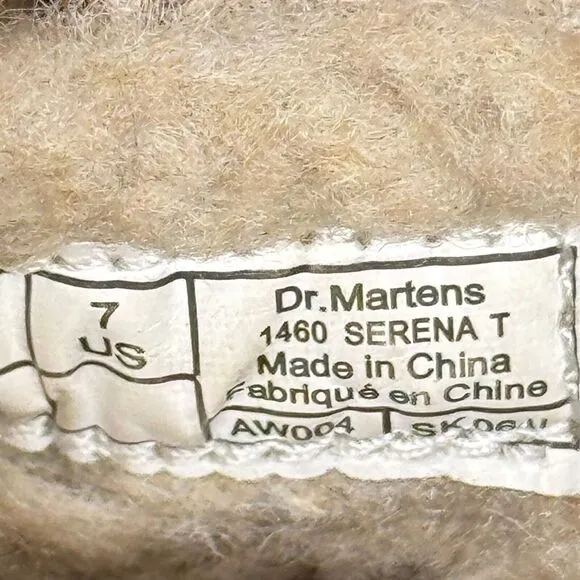 7
US
Dr.Martens
1460 SERENA T
Made in China
Fabriqué en Chine
AW004